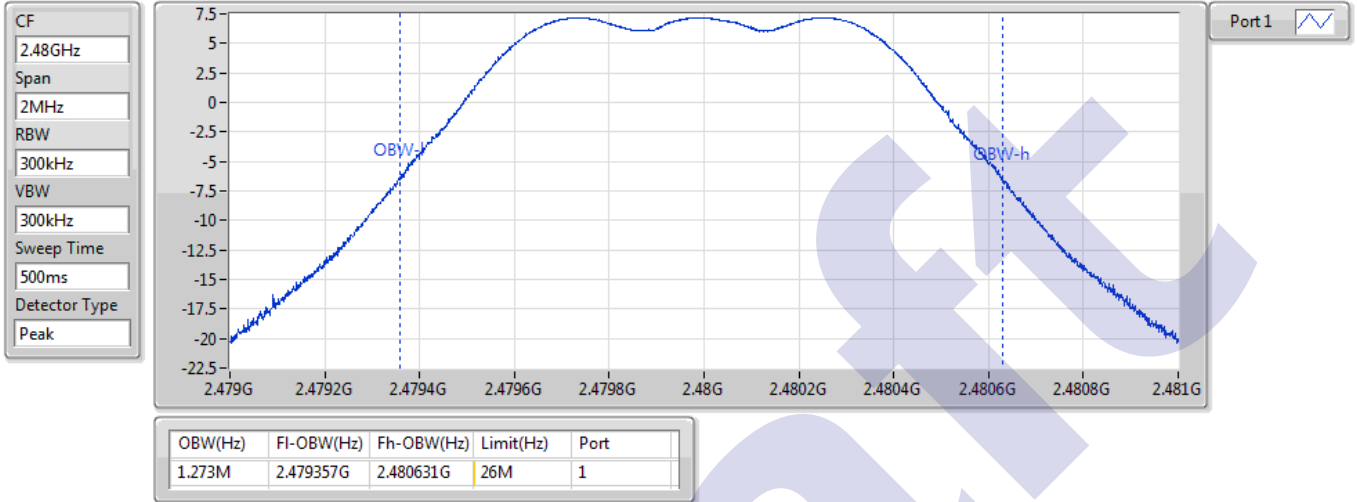 CF
2.48GHz
Span
2MHz
RBW
300kHz
VBW
300kHz
Sweep Time
500ms
Detector Type
Peak
7.5
5
2.5
0
-2.5
-5
-7.5
-10
-12.5
-15
-17.5
-20
-22.5
OBW-l
OBW-h
2.479G 2.4792G 2.4794G 2.4796G 2.4798G 2.48G 2.4802G 2.4804G 2.4806G 2.4808G 2.481G
Port 1
OBW(Hz) Fl-OBW(Hz) Fh-OBW(Hz) Limit(Hz) Port
1.273M 2.479357G 2.480631G 26M 1